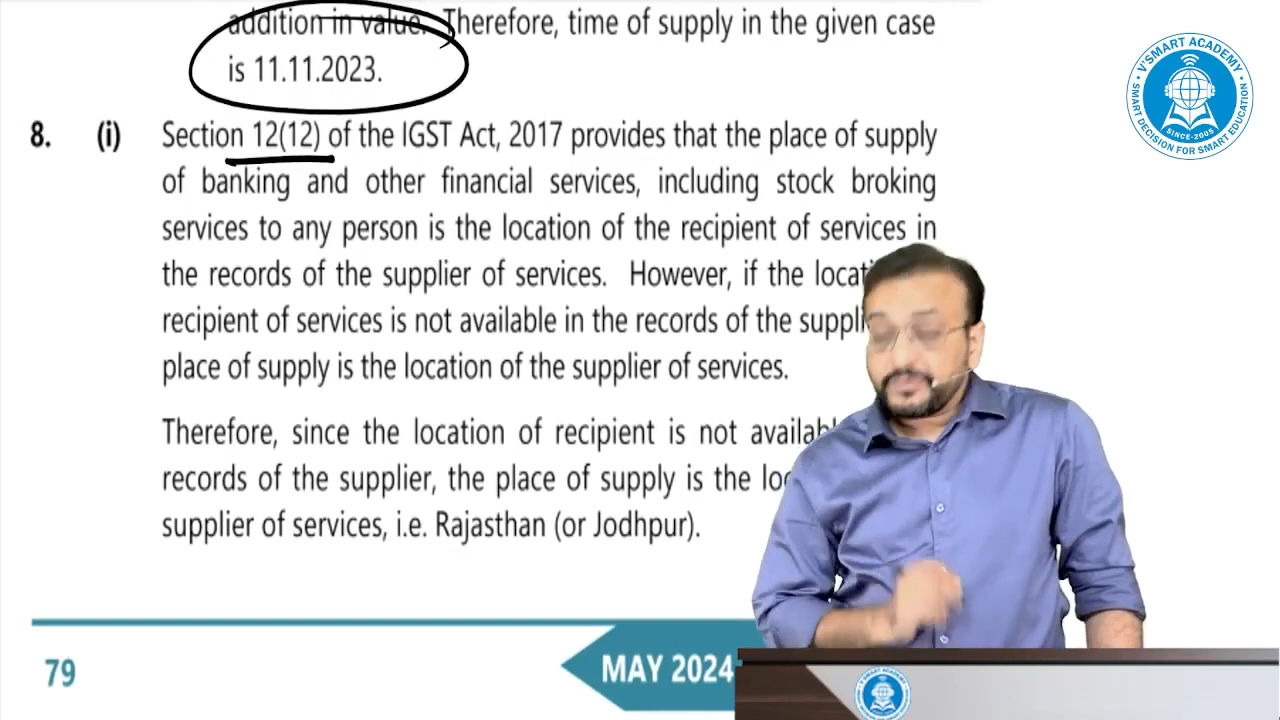 addition in value. Therefore, time of supply in the given case
is 11.11.2023.
8. (i) Section 12(12) of the IGST Act, 2017 provides that the place of supply
of banking and other financial services, including stock broking
services to any person is the location of the recipient of services in
the records of the supplier of services. However, if the
recipient of services is not available in the records of the
place of supply is the location of the supplier of services.
Therefore, since the location of recipient is not
records of the supplier, the place of supply is the
supplier of services, i.e. Rajasthan (or Jodhpur).
79
MAY 2024
V'SMART ACADEMY
SMART DECISION FOR SMART EDUCATION
SINCE-2005